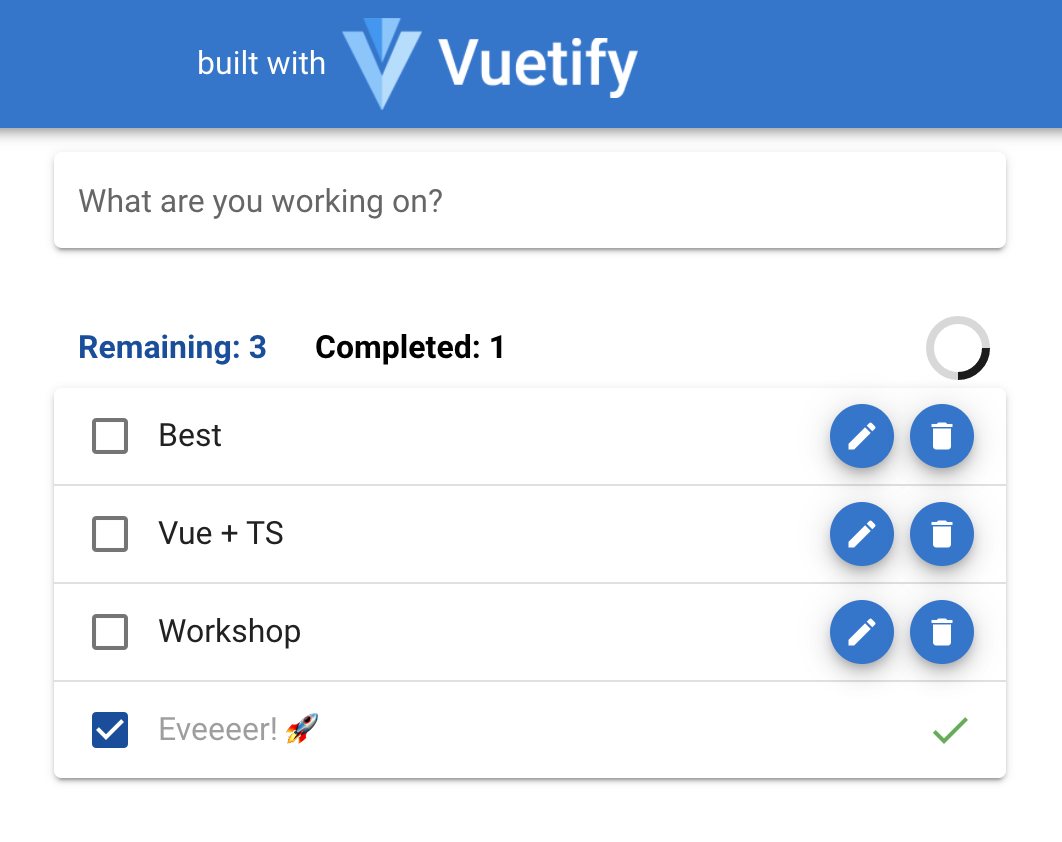 built with Vuetify
What are you working on?
Remaining: 3 Completed: 1
Best
Vue + TS
Workshop
Eveeeer! 🚀